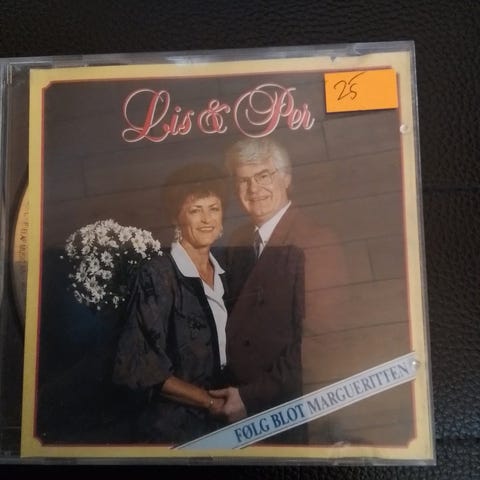 Lis & Per
25
FØLG BLOT MARGUERITTEN